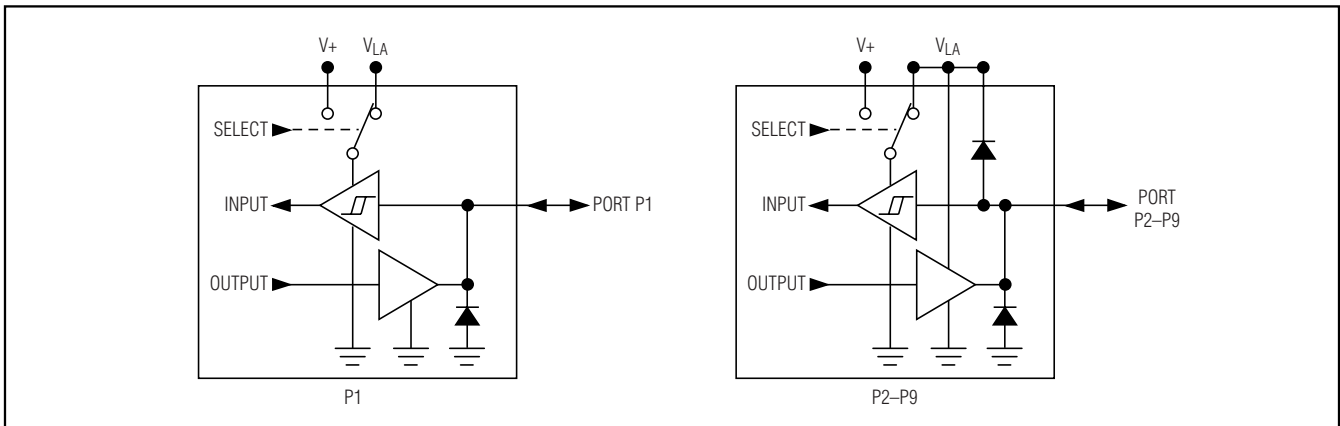 V+ VLA
SELECT
INPUT
PORT P1
OUTPUT
P1
V+ VLA
SELECT
INPUT
PORT
P2–P9
OUTPUT
P2–P9